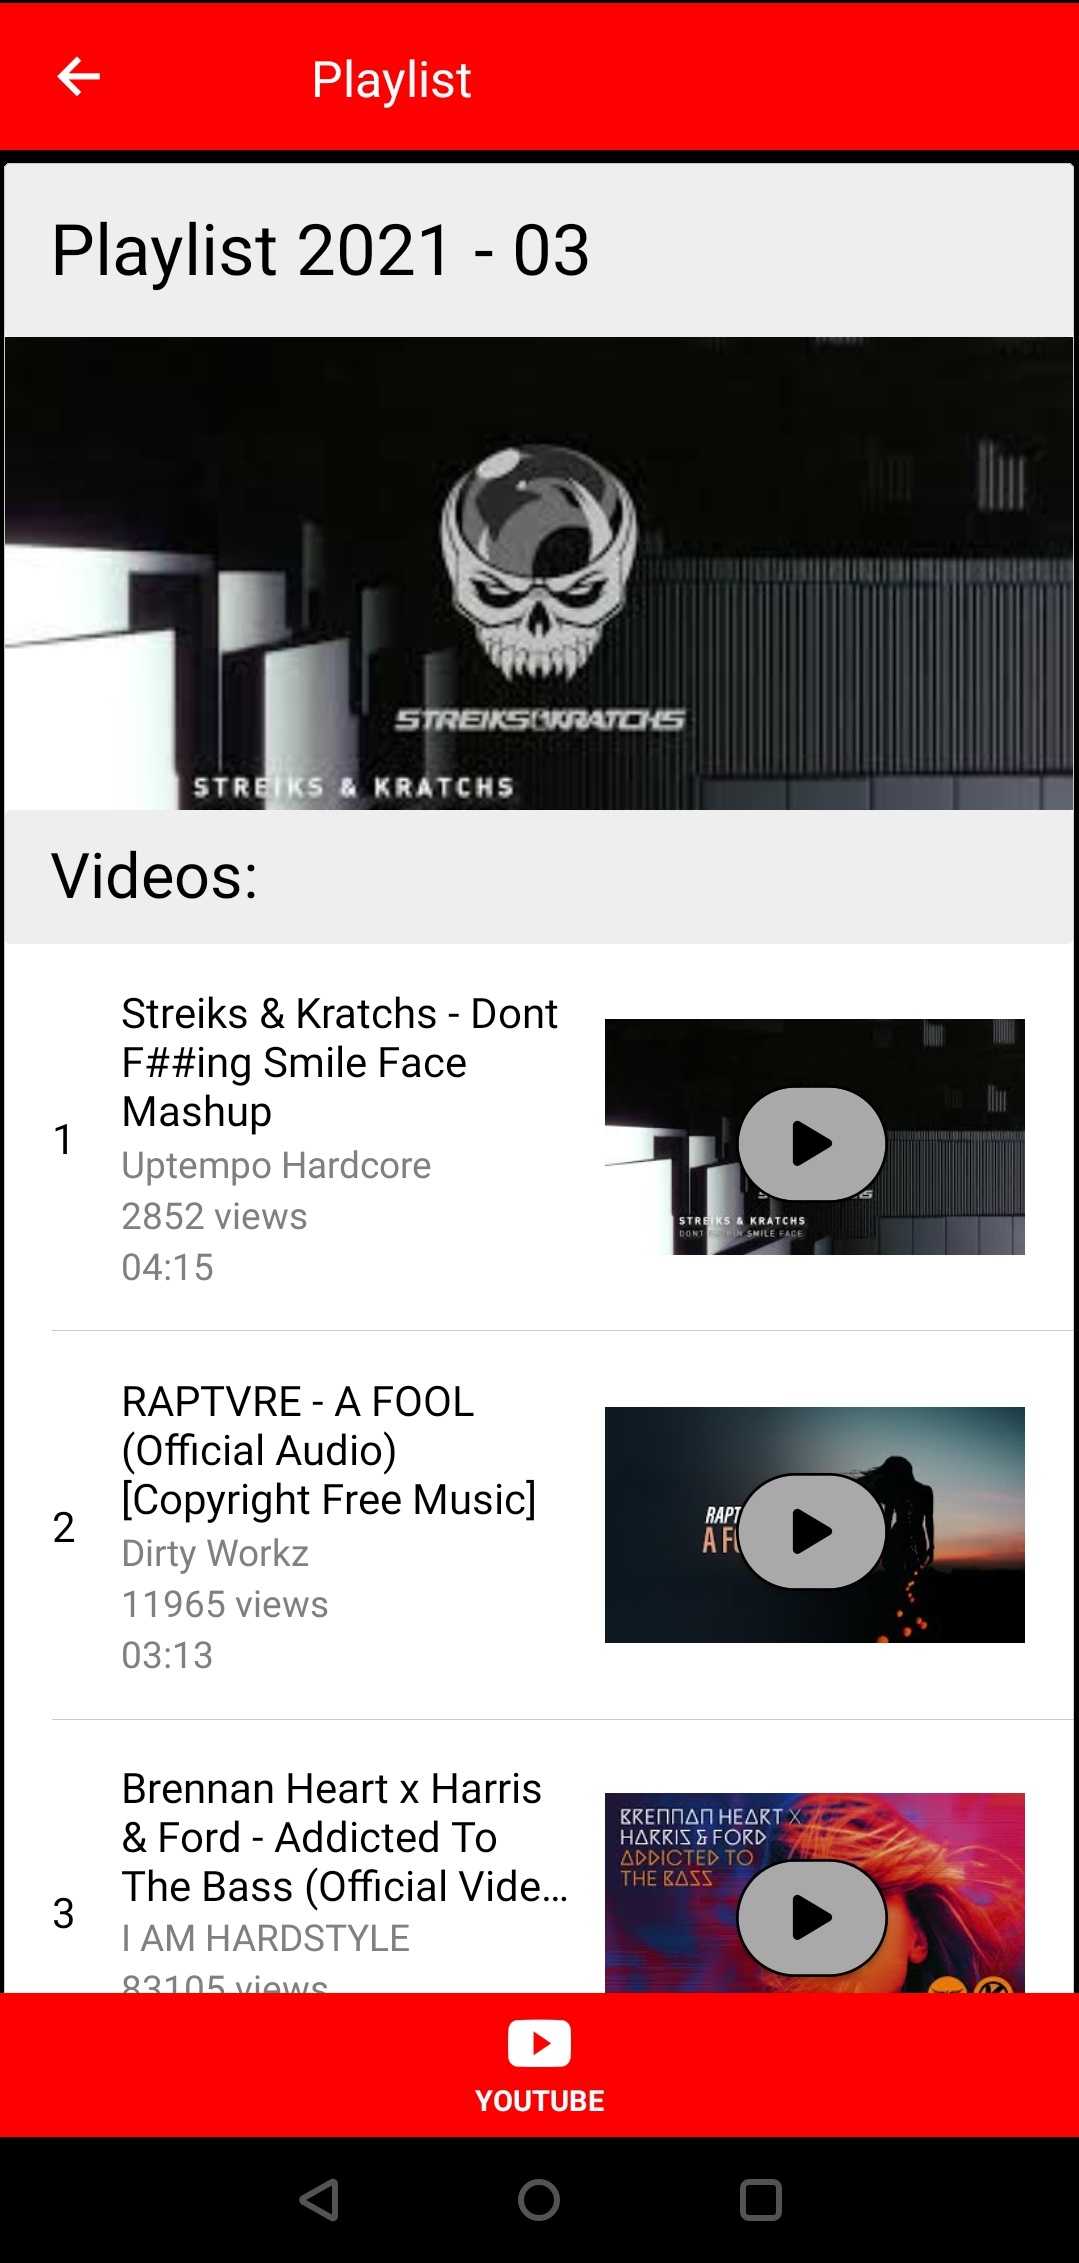 Playlist
Playlist 2021 - 03
STREIKS&KRATCHS
STREIKS & KRATCHS
Videos:
1
Streiks & Kratchs - Dont
F##ing Smile Face
Mashup
Uptempo Hardcore
2852 views
04:15
STREIKS & KRATCHS
SMILE FACE
2
RAPTVRE - A FOOL
(Official Audio)
[Copyright Free Music]
Dirty Workz
11965 views
03:13
3
Brennan Heart x Harris
& Ford - Addicted To
The Bass (Official Vide...
I AM HARDSTYLE
83105 views
BRENNAN HEART X
HARRIS & FORD
ADDICTED TO
THE BASS
YOUTUBE